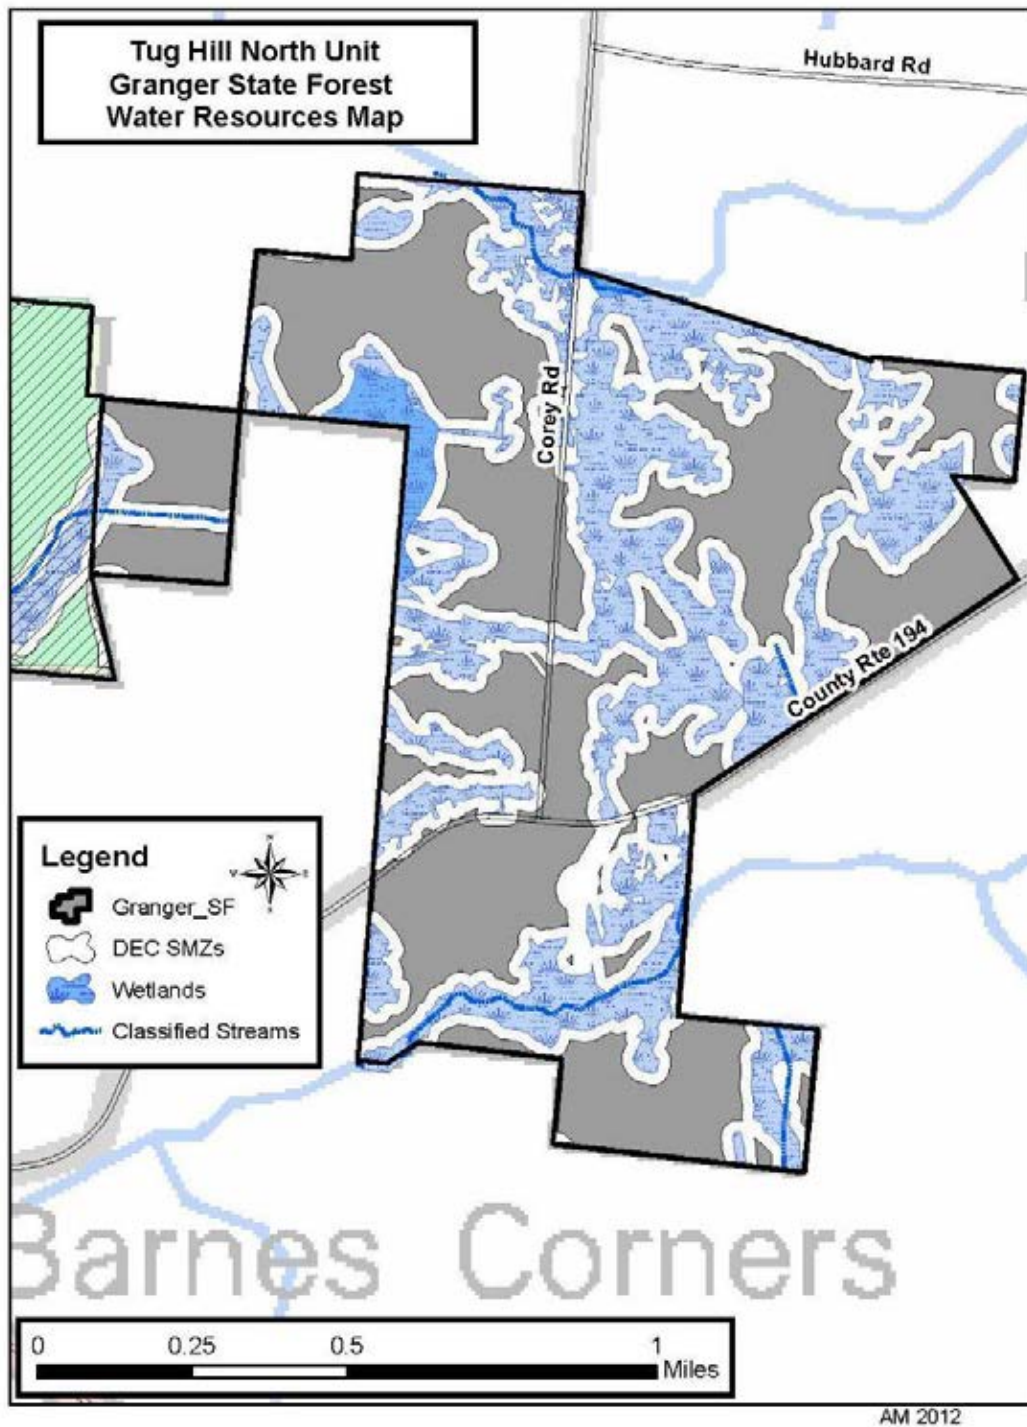 Tug Hill North Unit
Granger State Forest
Water Resources Map
Hubbard Rd
Corey Rd
County Rte 194
Legend
N
W
E
S
Granger_SF
DEC SMZs
Wetlands
Classified Streams
Barnes Corners
0 0.25 0.5 1
Miles
AM 2012